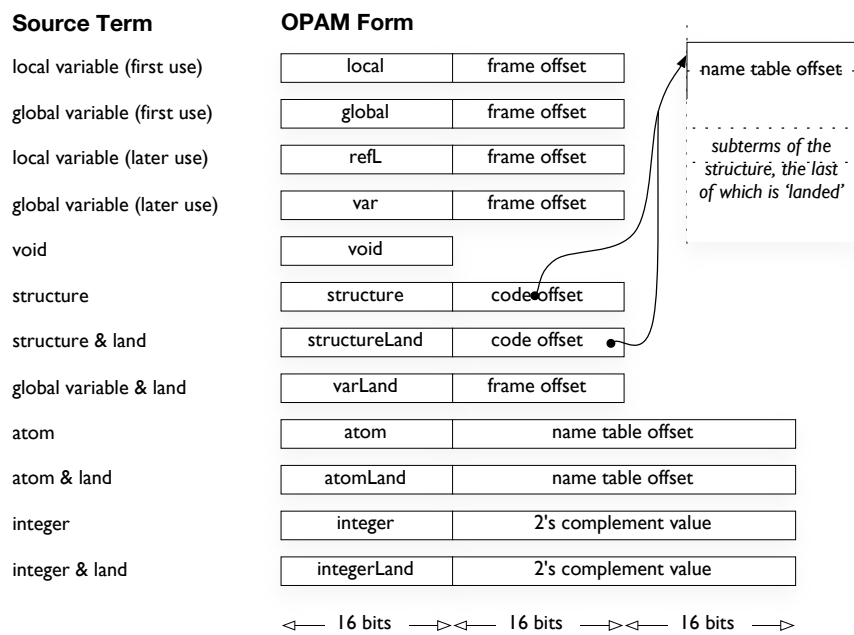 Source Term OPAM Form
local variable (first use) local frame offset name table offset
global variable (first use) global frame offset
local variable (later use) refL frame offset
subterms of the
structure, the last
of which is ‘landed’
global variable (later use) var frame offset
void void
structure structure code offset
structure & land structureLand code offset
global variable & land varLand frame offset
atom atom name table offset
atom & land atomLand name table offset
integer integer 2's complement value
integer & land integerLand 2's complement value
16 bits 16 bits 16 bits